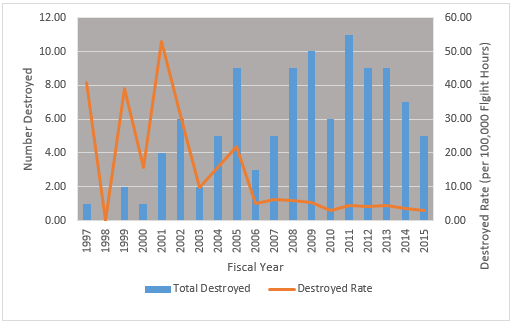 12.00
10.00
8.00
6.00
4.00
2.00
0.00
Number Destroyed
60.00
50.00
40.00
30.00
20.00
10.00
0.00
Destroyed Rate (per 100,000 Flgiht Hours)
1997 1998 1999 2000 2001 2002 2003 2004 2005 2006 2007 2008 2009 2010 2011 2012 2013 2014 2015
Fiscal Year
Total Destroyed Destroyed Rate